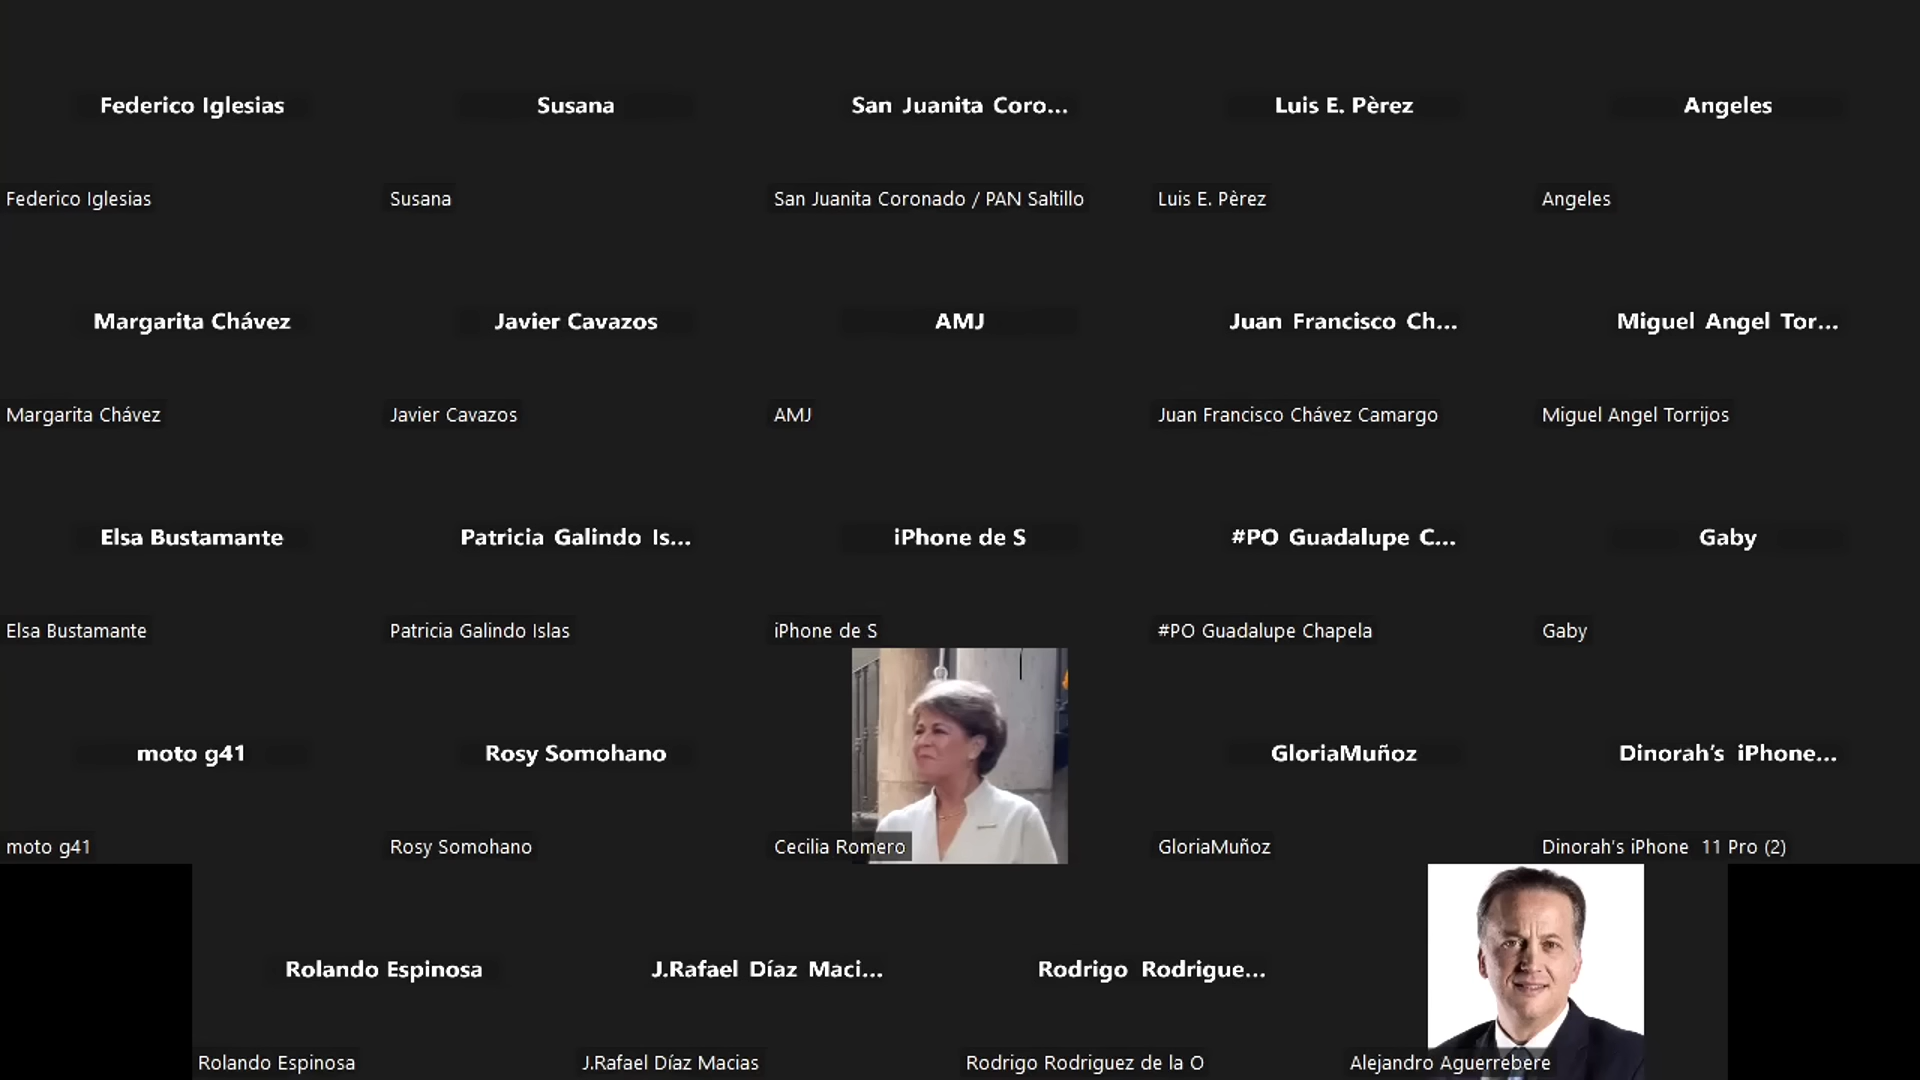 Federico Iglesias
Susana
San Juanita Coro...
Luis E. Pèrez
Angeles
Federico Iglesias
Susana
San Juanita Coronado / PAN Saltillo
Luis E. Pèrez
Angeles
Margarita Chávez
Javier Cavazos
AMJ
Juan Francisco Ch...
Miguel Angel Tor...
Margarita Chávez
Javier Cavazos
AMJ
Juan Francisco Chávez Camargo
Miguel Angel Torrijos
Elsa Bustamante
Patricia Galindo Is...
iPhone de S
#PO Guadalupe C...
Gaby
Elsa Bustamante
Patricia Galindo Islas
iPhone de S
#PO Guadalupe Chapela
Gaby
moto g41
Rosy Somohano
GloriaMuñoz
Dinorah's iPhone...
moto g41
Rosy Somohano
Cecilia Romero
GloriaMuñoz
Dinorah's iPhone 11 Pro (2)
Rolando Espinosa
J.Rafael Díaz Maci...
Rodrigo Rodrigue...
Rolando Espinosa
J.Rafael Díaz Macias
Rodrigo Rodriguez de la O
Alejandro Aguerrebere